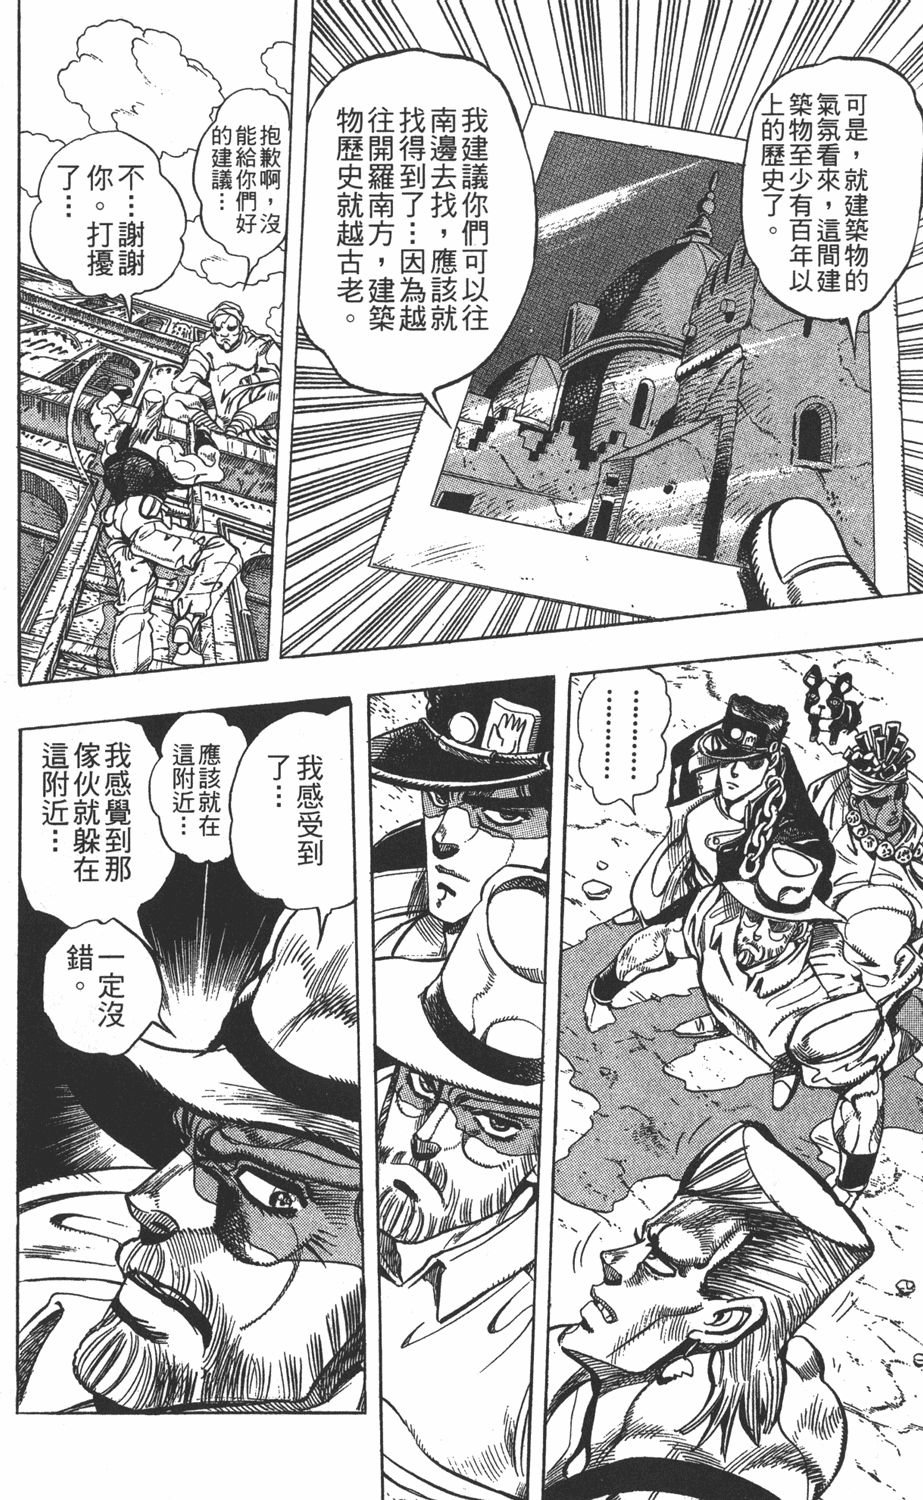 可是，就建築物的
氣氛看來，這間建
築物至少有百年以
上的歷史了。
我建議你們可以往
南邊去找，應該就
找得到了…因為越
往開羅南方，建築
物歷史就越古老。
抱歉啊，沒
能給你們好
的建議…
不…謝謝
你。打擾
了…
…………
我感受到
了…
應該就在
這附近…
我感覺到那
傢伙就躲在
這附近…
一定沒
錯。